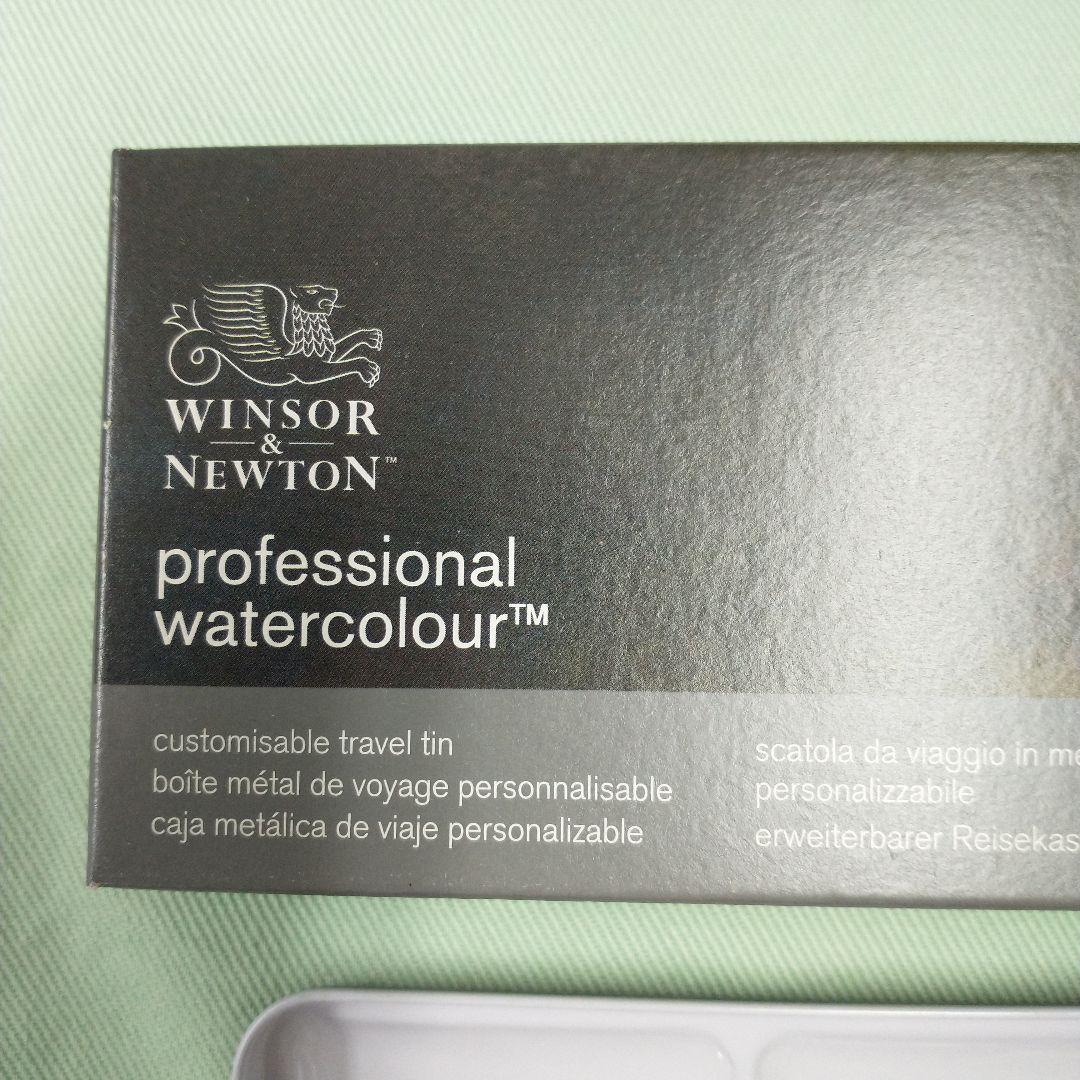 WINSOR
&
NEWTON™
professional
watercolour™
customisable travel tin
boîte métal de voyage personnalisable
caja metálica de viaje personalizable
scatola da viaggio in
personalizzabile
erweiterbarer